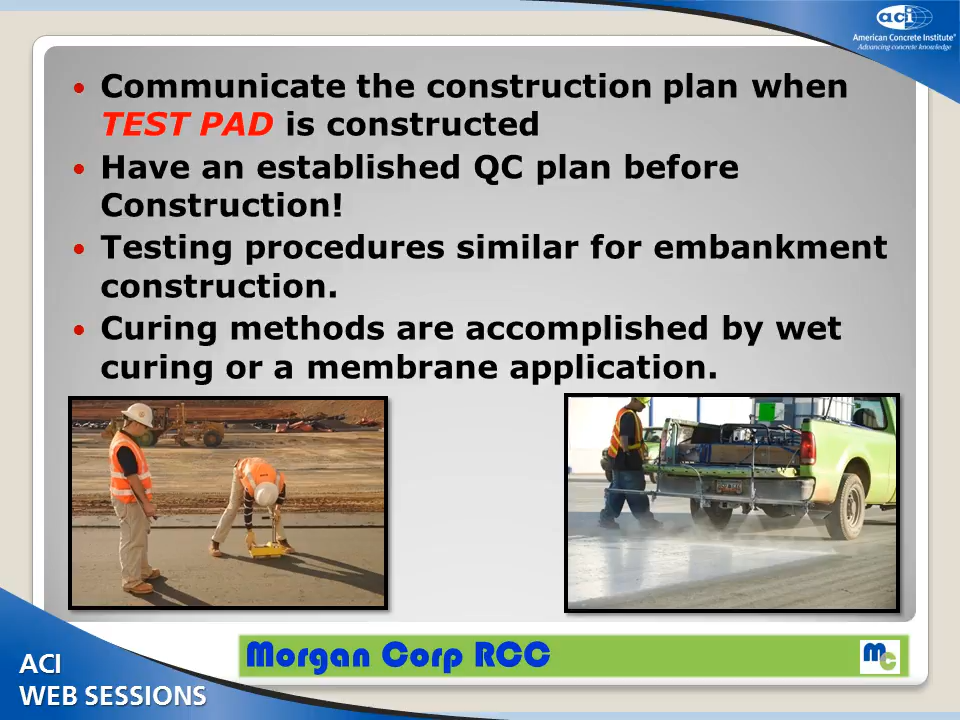 aci
American Concrete Institute®
Advancing concrete knowledge
• Communicate the construction plan when
TEST PAD is constructed
• Have an established QC plan before
Construction!
• Testing procedures similar for embankment
construction.
• Curing methods are accomplished by wet
curing or a membrane application.
Morgan Corp RCC
MC
ACI
WEB SESSIONS